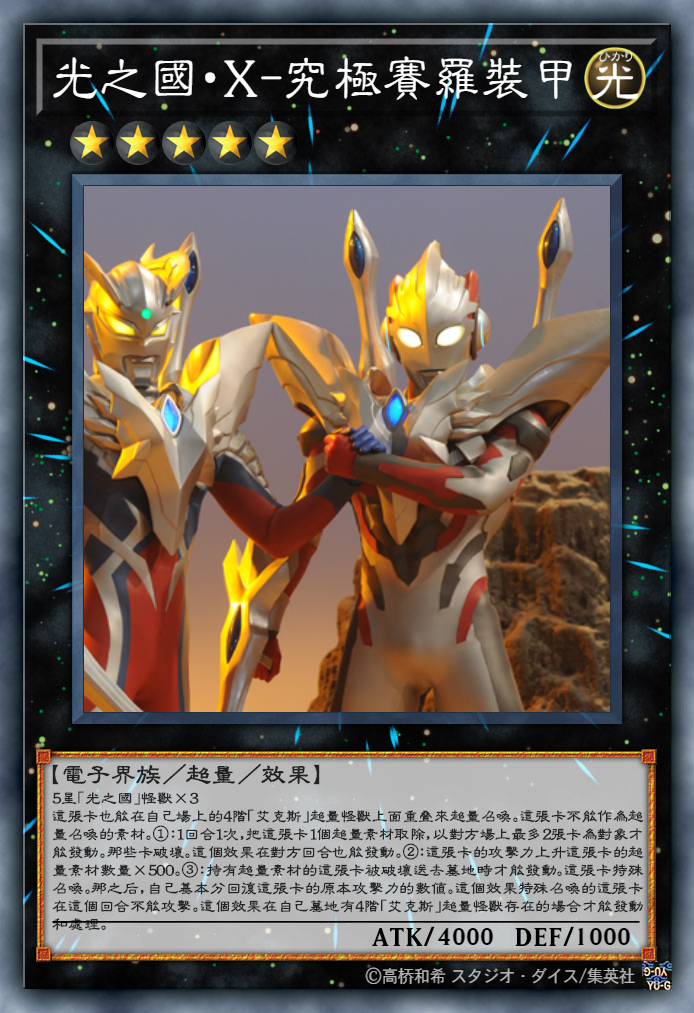 光之國·X-究極賽羅裝甲
ひかり
光
【電子界族／超量／效果】
5星「光之國」怪獸×3
這張卡也能在自己場上的4階「艾克斯」超量怪獸上面重疊來超量召喚。這張卡不能作為超
量召喚的素材。①:1回合1次,把這張卡1個超量素材取除,以對方場上最多2張卡為對象才
能發動。那些卡破壞。這個效果在對方回合也能發動。②:這張卡的攻擊力上升這張卡的超
量素材數量×500。③:持有超量素材的這張卡被破壞送去墓地時才能發動。這張卡特殊
召喚。那之后,自己基本分回復這張卡的原本攻擊力的數值。這個效果特殊召喚的這張卡
在這個回合不能攻擊。這個效果在自己墓地有4階「艾克斯」超量怪獸存在的場合才能發動
和處理。
ATK/4000 DEF/1000
©高桥和希 スタジオ・ダイス/集英社
YU-G
YU-G